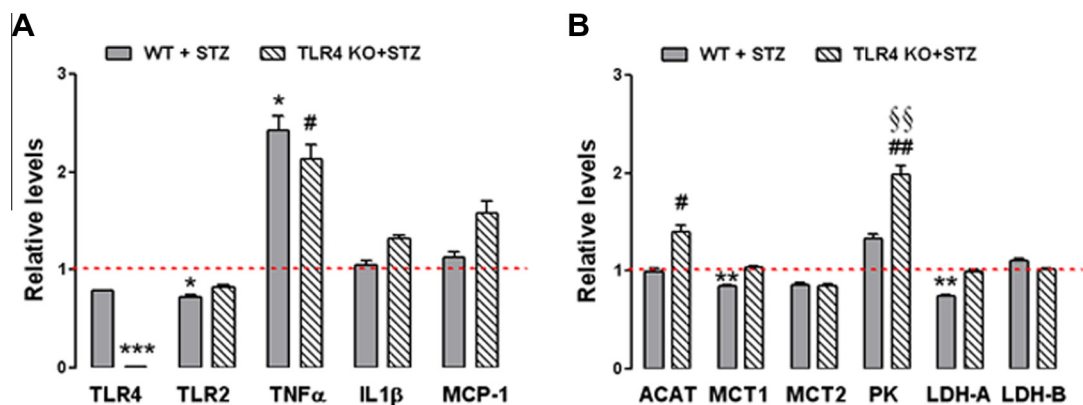 A
WT + STZ
TLR4 KO+STZ
Relative levels
3
2
1
0
*
#
*
***
TLR4
TLR2
TNFα
IL1β
MCP-1
B
WT + STZ
TLR4 KO+STZ
Relative levels
3
2
1
0
§§
##
#
**
**
ACAT
MCT1
MCT2
PK
LDH-A
LDH-B